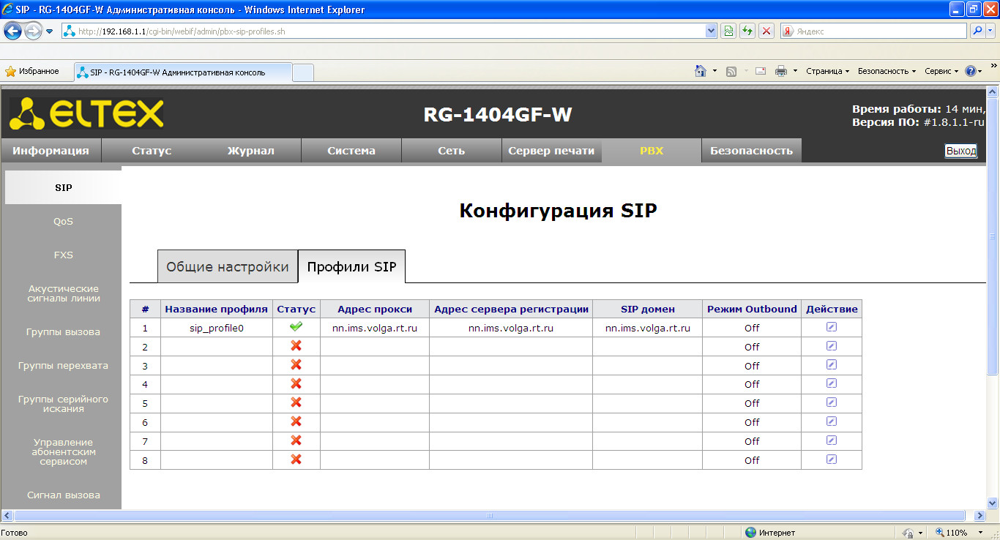 SIP - RG-1404GF-W Административная консоль - Windows Internet Explorer
http://192.168.1.1/cgi-bin/webif/admin/pbx-sip-profiles.sh
Я Яндекс
Избранное
SIP - RG-1404GF-W Административная консоль
Страница Безопасность Сервис
ELTEX
RG-1404GF-W
Время работы: 14 мин,
Версия ПО: #1.8.1.1-ru
Информация Статус Журнал Система Сеть Сервер печати PBX Безопасность
Выход
SIP
QoS
FXS
Акустические
сигналы линии
Группы вызова
Группы перехвата
Группы серийного
искания
Управление
абонентским
сервисом
Сигнал вызова
Конфигурация SIP
Общие настройки Профили SIP
# Название профиля Статус Адрес прокси Адрес сервера регистрации SIP домен Режим Outbound Действие
1 sip_profile0 nn.ims.volga.rt.ru nn.ims.volga.rt.ru nn.ims.volga.rt.ru Off
2 Off
3 Off
4 Off
5 Off
6 Off
7 Off
8 Off
Готово
Интернет
110%